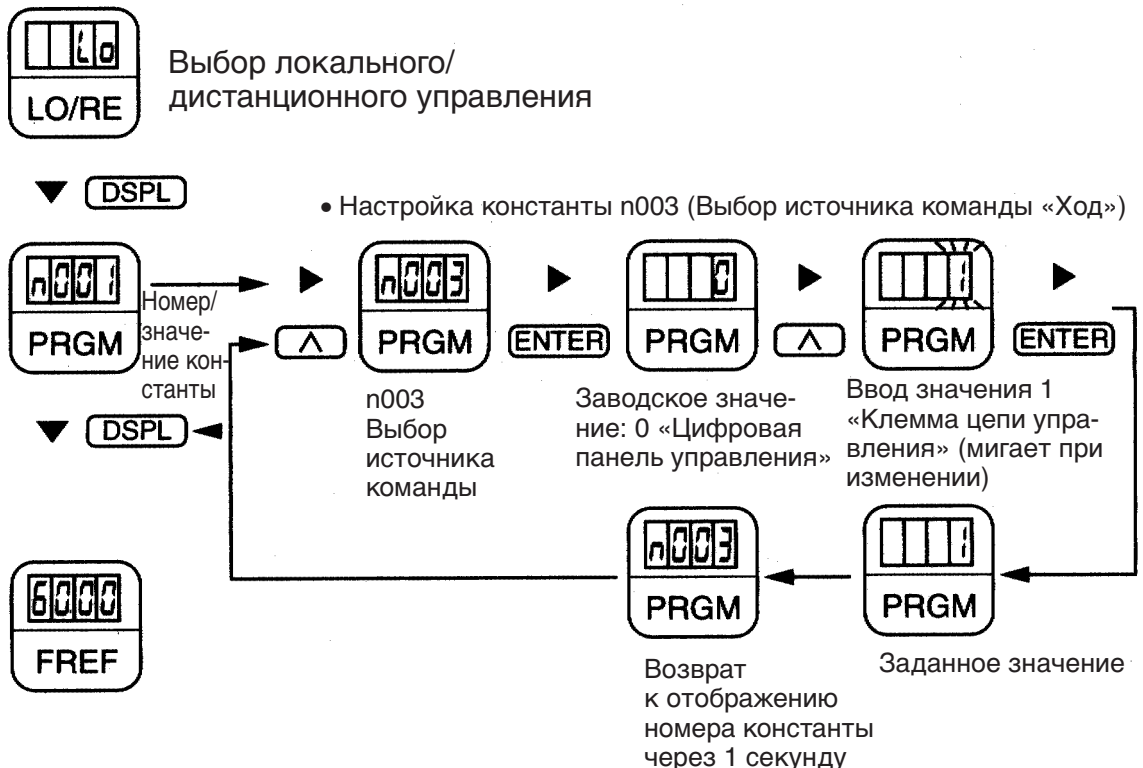 Lo
LO/RE
Выбор локального/
дистанционного управления
DSPL
• Настройка константы n003 (Выбор источника команды «Ход»)
n001
PRGM
Номер/
значе-
ние кон-
станты
n003
PRGM
ENTER
0
PRGM
1
PRGM
ENTER
n003
Выбор
источника
команды
Заводское значе-
ние: 0 «Цифровая
панель управления»
Ввод значения 1
«Клемма цепи упра-
вления» (мигает при
изменении)
DSPL
n003
PRGM
1
PRGM
6000
FREF
Возврат
к отображению
номера константы
через 1 секунду
Заданное значение